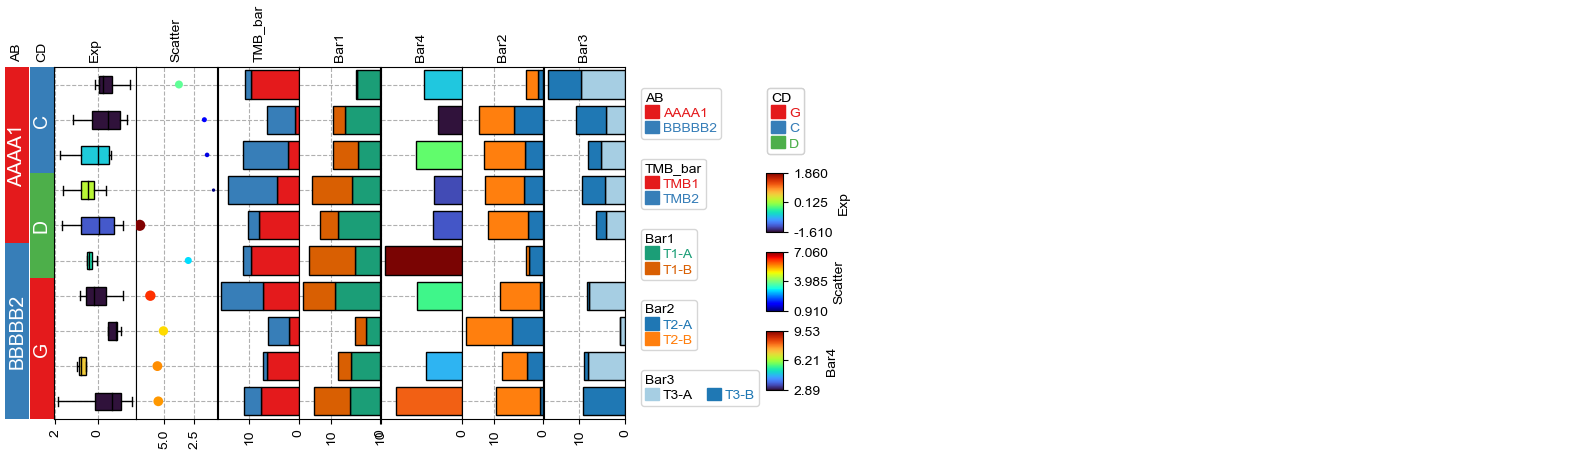 AB
CD
Exp
Scatter
TMB_bar
Bar1
Bar4
Bar2
Bar3
AAAA1
BBBBB2
C
D
G
2
0
5.0
2.5
10
0
10
0
10
0
10
0
10
0
AB
AAAA1
BBBBB2
TMB_bar
TMB1
TMB2
Bar1
T1-A
T1-B
Bar2
T2-A
T2-B
Bar3
T3-A T3-B
CD
G
C
D
1.860
0.125
-1.610
Exp
7.060
3.985
0.910
Scatter
9.53
6.21
2.89
Bar4